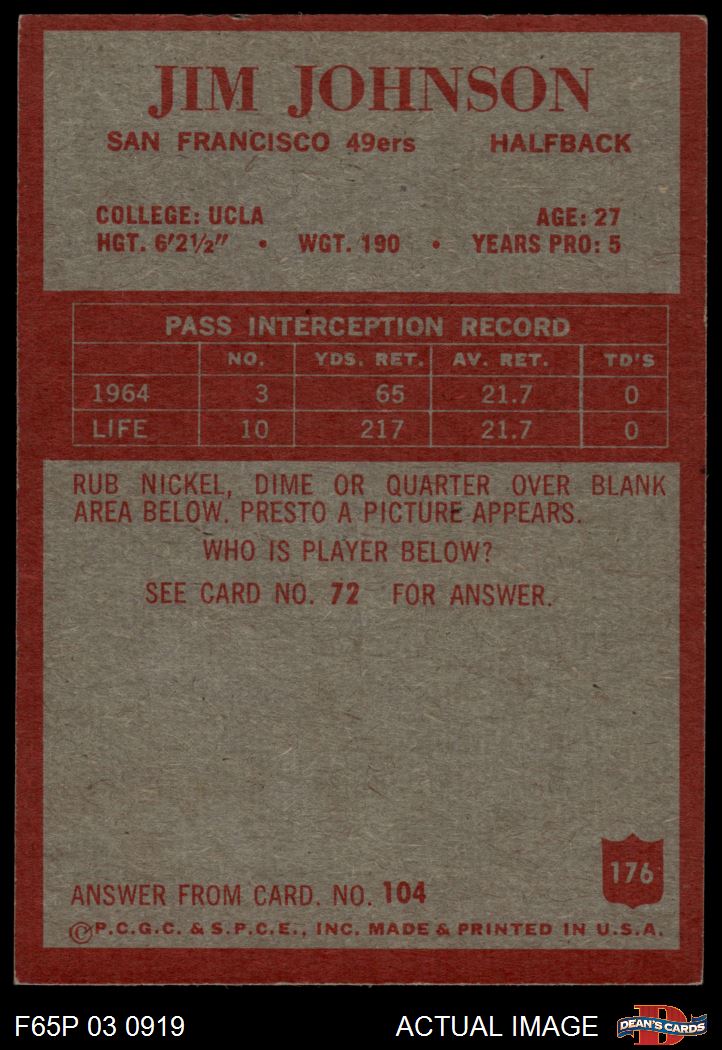 JIM JOHNSON
SAN FRANCISCO 49ers HALFBACK
COLLEGE: UCLA AGE: 27
HGT. 6'2½" • WGT. 190 • YEARS PRO: 5
PASS INTERCEPTION RECORD
NO. YDS. RET. AV. RET. TD'S
1964 3 65 21.7 0
LIFE 10 217 21.7 0
RUB NICKEL, DIME OR QUARTER OVER BLANK
AREA BELOW. PRESTO A PICTURE APPEARS.
WHO IS PLAYER BELOW?
SEE CARD NO. 72 FOR ANSWER.
176
ANSWER FROM CARD. NO. 104
©P.C.G.C. & S.P.C.E., INC. MADE & PRINTED IN U.S.A.
F65P 03 0919 ACTUAL IMAGE D DEAN'S CARDS